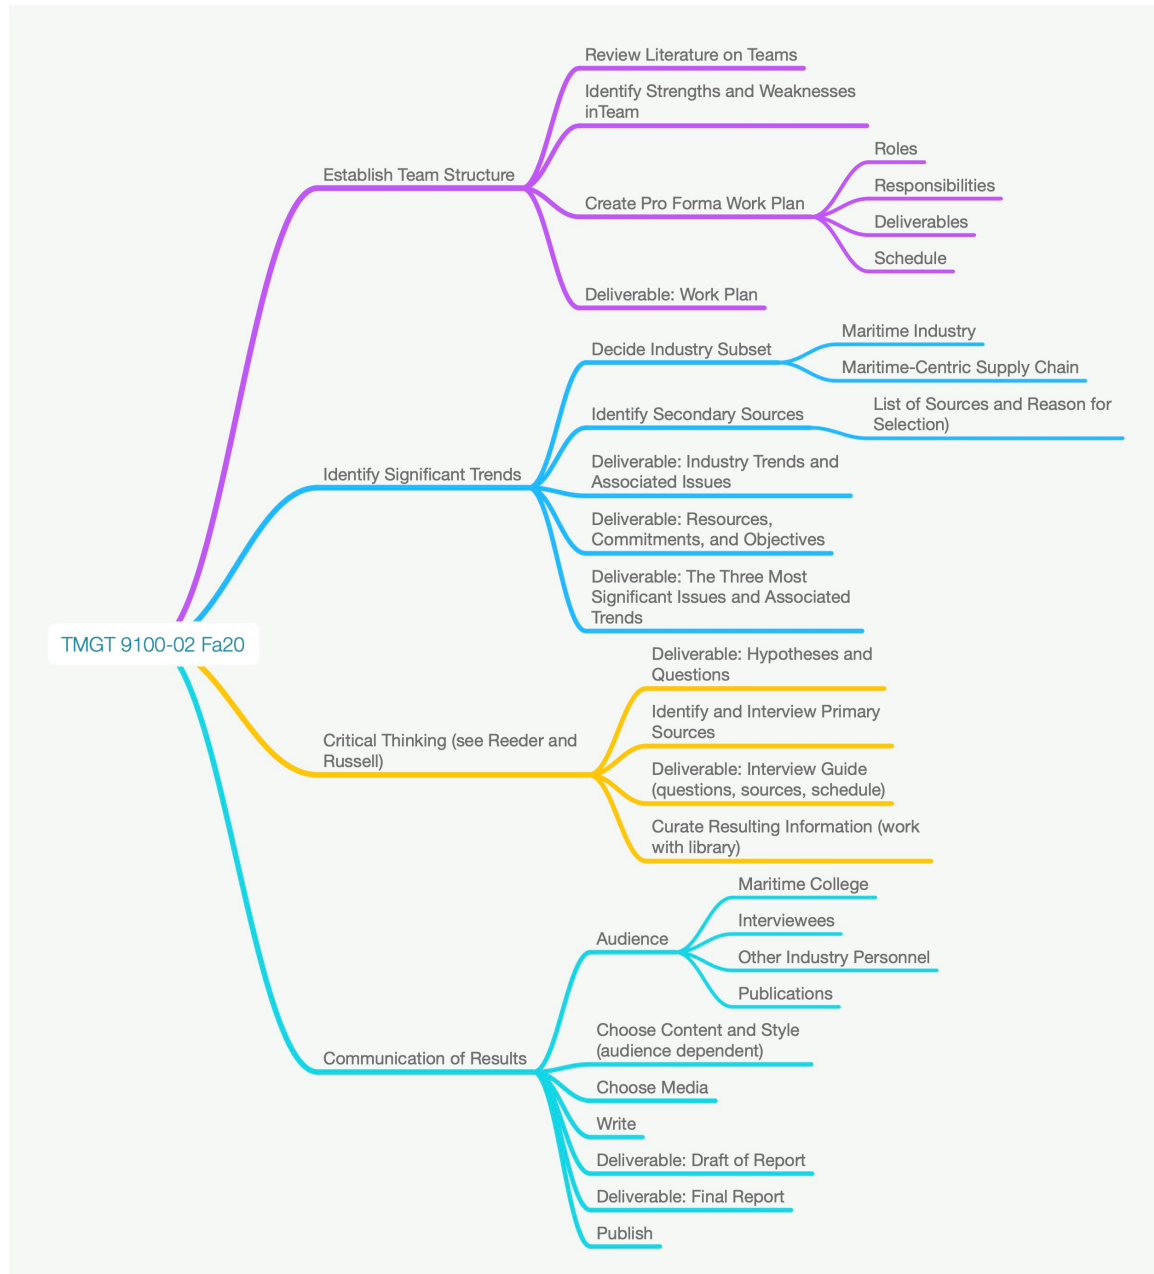 TMGT 9100-02 Fa20
Establish Team Structure
Review Literature on Teams
Identify Strengths and Weaknesses
inTeam
Create Pro Forma Work Plan
Roles
Responsibilities
Deliverables
Schedule
Deliverable: Work Plan
Identify Significant Trends
Decide Industry Subset
Maritime Industry
Maritime-Centric Supply Chain
Identify Secondary Sources
List of Sources and Reason for
Selection)
Deliverable: Industry Trends and
Associated Issues
Deliverable: Resources,
Commitments, and Objectives
Deliverable: The Three Most
Significant Issues and Associated
Trends
Critical Thinking (see Reeder and
Russell)
Deliverable: Hypotheses and
Questions
Identify and Interview Primary
Sources
Deliverable: Interview Guide
(questions, sources, schedule)
Curate Resulting Information (work
with library)
Communication of Results
Audience
Maritime College
Interviewees
Other Industry Personnel
Publications
Choose Content and Style
(audience dependent)
Choose Media
Write
Deliverable: Draft of Report
Deliverable: Final Report
Publish